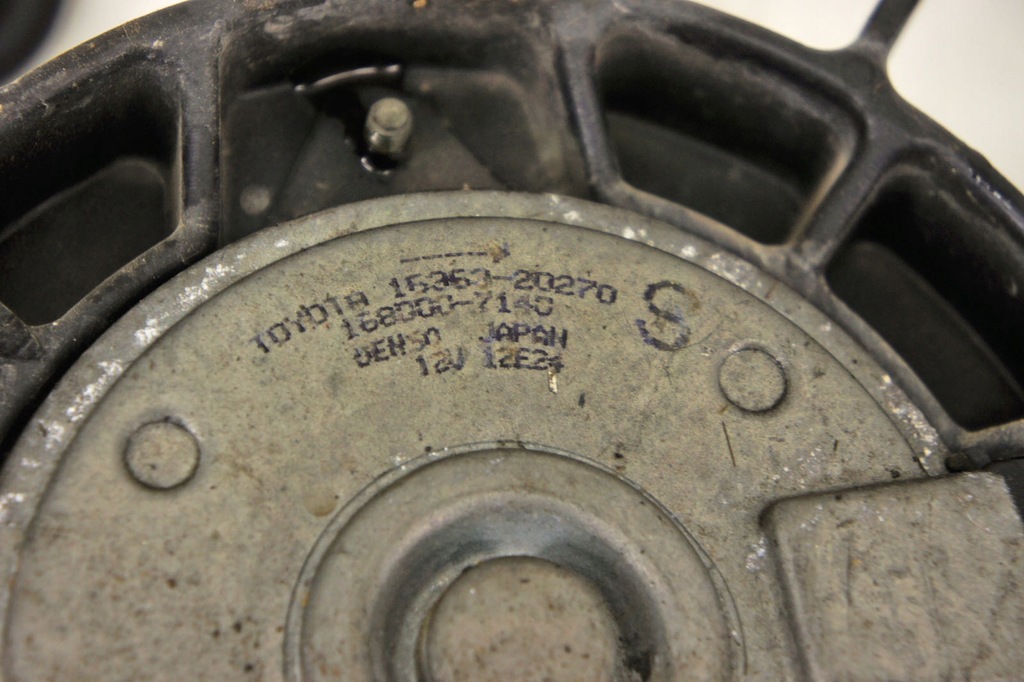 TOYOTA 16363-20270
168000-7140
DENSO JAPAN
12V 12E24
S